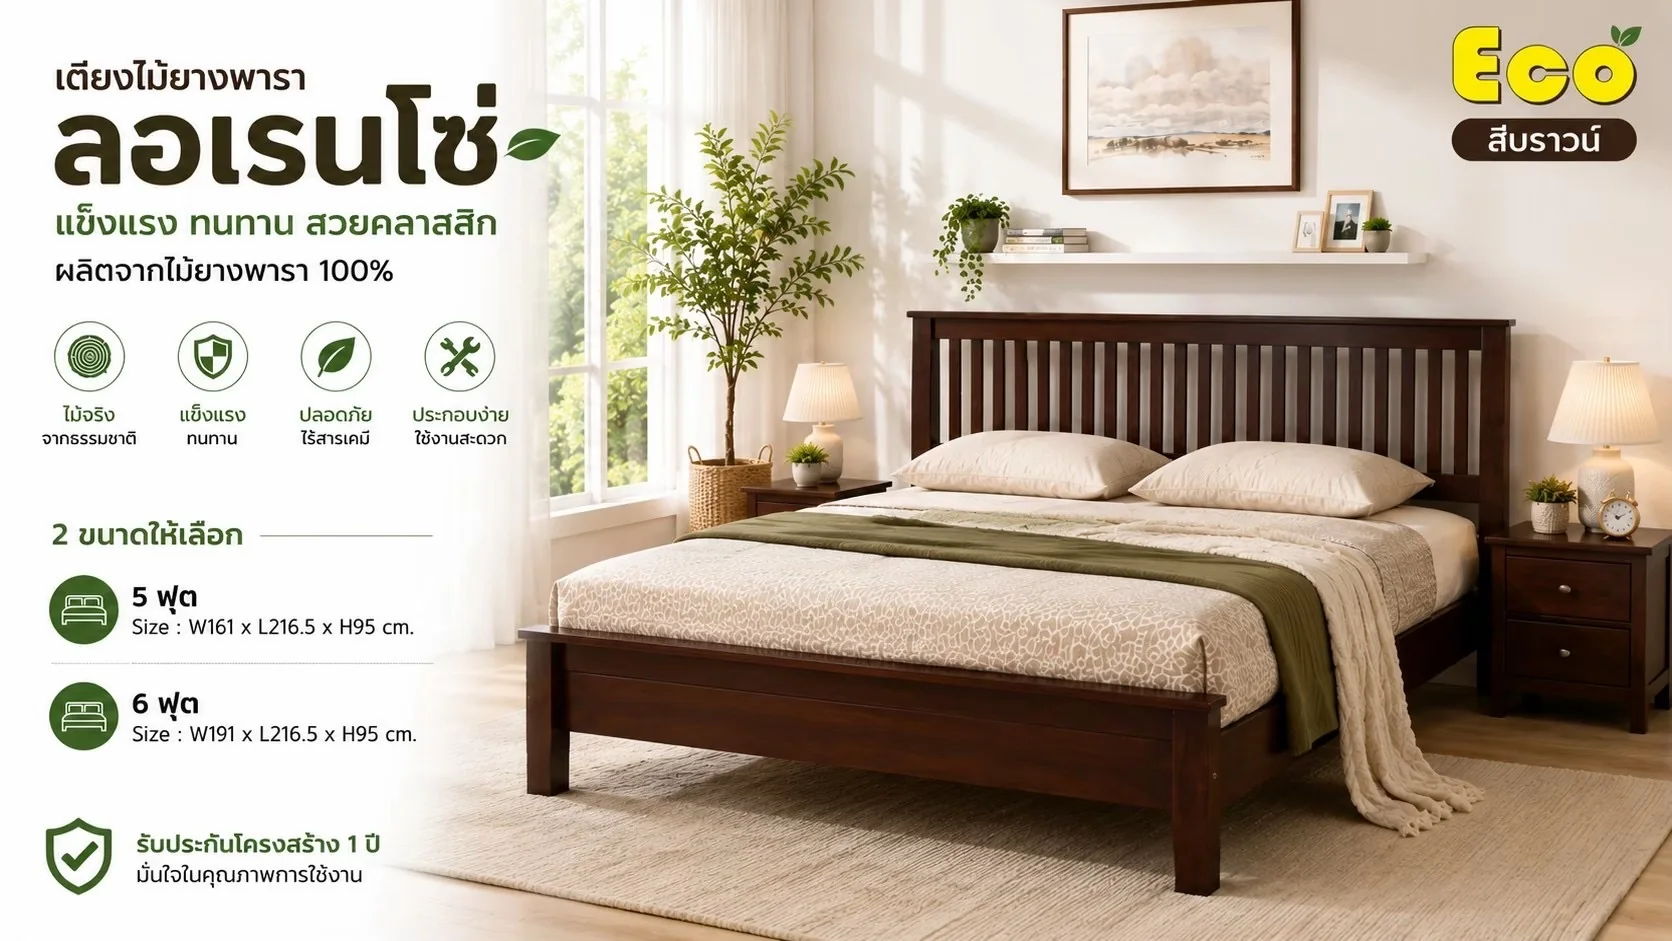 เตียงไม้ยางพารา
ลอเรนโซ่
แข็งแรง ทนทาน สวยคลาสสิก
ผลิตจากไม้ยางพารา 100%
ไม้จริง
จากธรรมชาติ
แข็งแรง
ทนทาน
ปลอดภัย
ไร้สารเคมี
ประกอบง่าย
ใช้งานสะดวก
2 ขนาดให้เลือก
5 ฟุต
Size : W161 x L216.5 x H95 cm.
6 ฟุต
Size : W191 x L216.5 x H95 cm.
รับประกันโครงสร้าง 1 ปี
มั่นใจในคุณภาพการใช้งาน
Eco
สีบราวน์